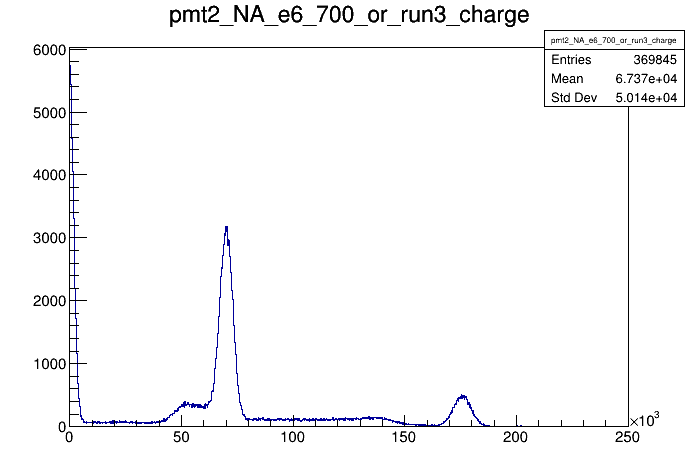 pmt2_NA_e6_700_or_run3_charge
pmt2_NA_e6_700_or_run3_charge
Entries 369845
Mean 6.737e+04
Std Dev 5.014e+04
6000
5000
4000
3000
2000
1000
0
0 50 100 150 200 250
×10³